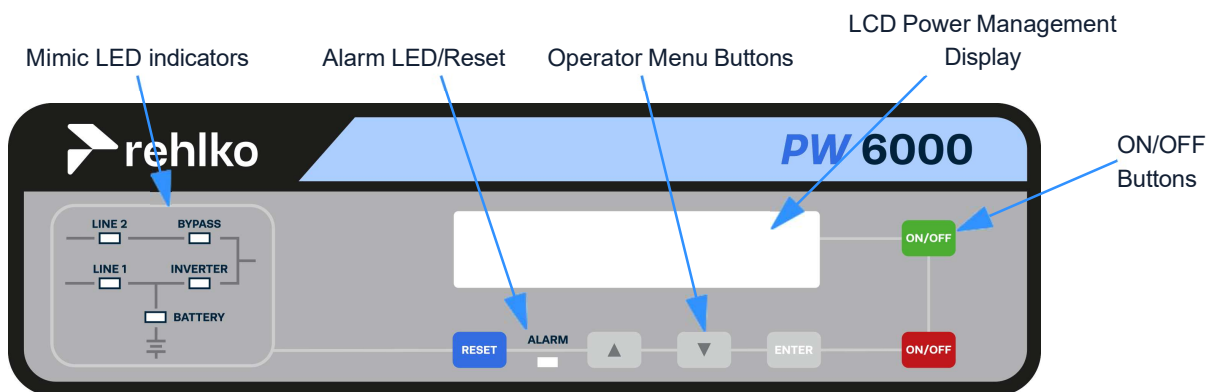 LCD Power Management
Display
Mimic LED indicators
Alarm LED/Reset
Operator Menu Buttons
ON/OFF
Buttons
rehlko
PW 6000
LINE 2
BYPASS
ON/OFF
LINE 1
INVERTER
BATTERY
RESET
ALARM
ENTER
ON/OFF